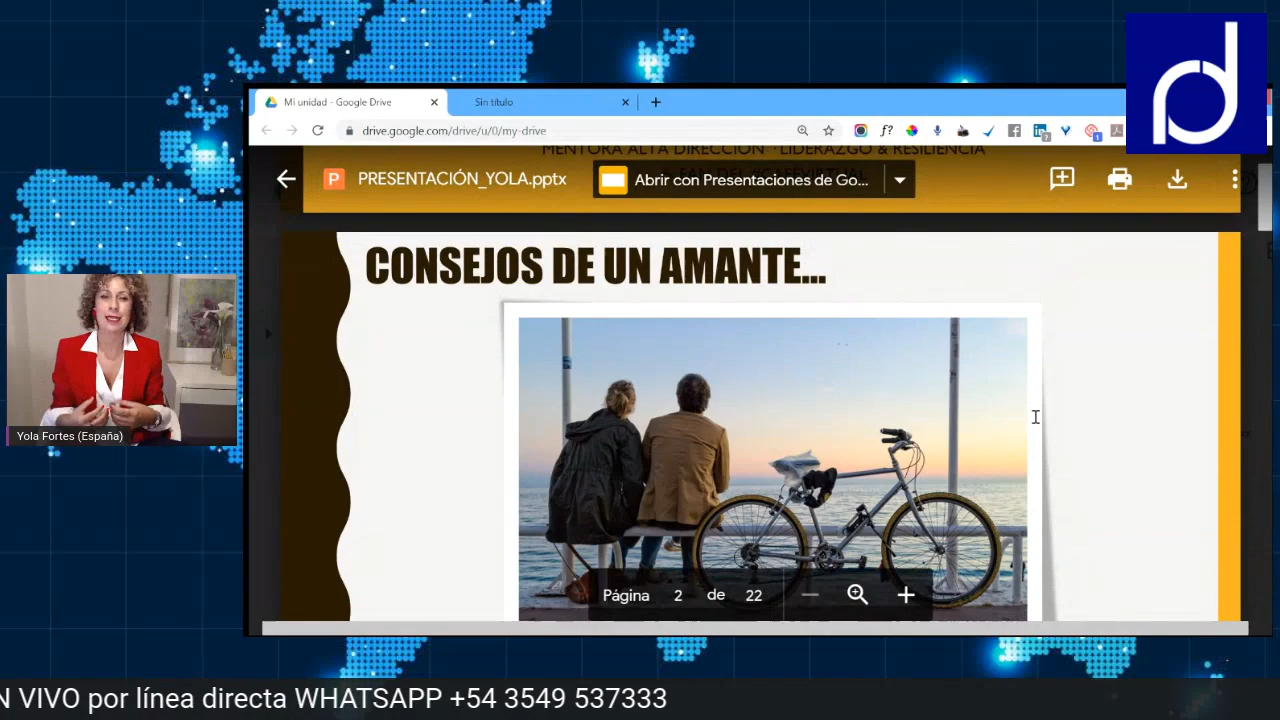 Mi unidad - Google Drive
Sin título
drive.google.com/drive/u/0/my-drive
MENTORA ALTA DIRECCIÓN · LIDERAZGO & RESILIENCIA
PRESENTACIÓN_YOLA.pptx
Abrir con Presentaciones de Go...
CONSEJOS DE UN AMANTE...
Yola Fortes (España)
Página 2 de 22
N VIVO por línea directa WHATSAPP +54 3549 537333